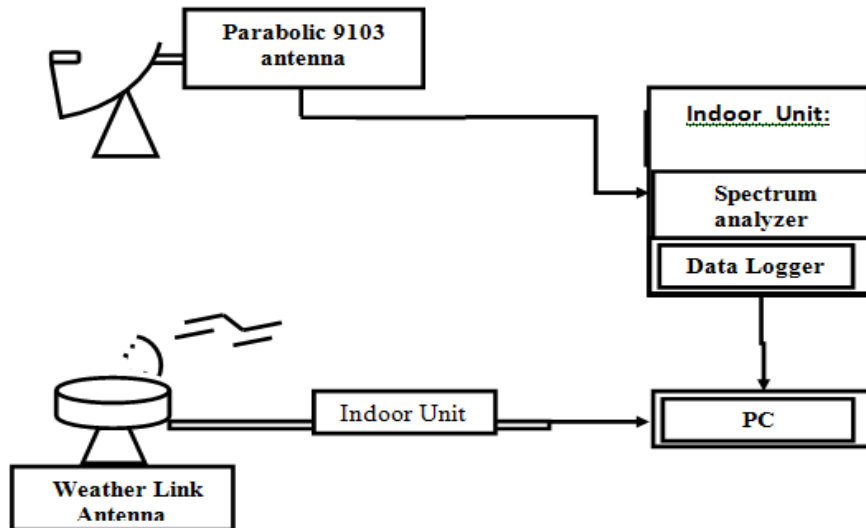 Parabolic 9103
antenna
Indoor Unit:
Spectrum
analyzer
Data Logger
Indoor Unit
PC
Weather Link
Antenna